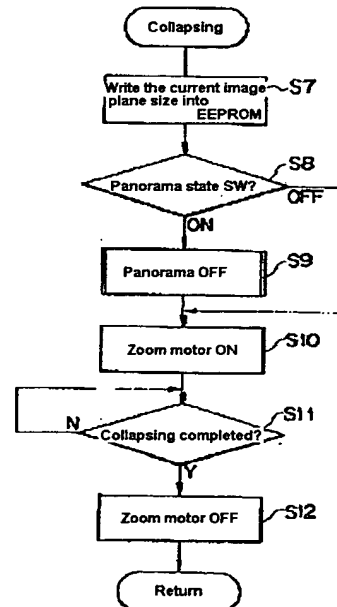 Collapsing
Write the current image
plane size into
EEPROM
S7
Panorama state SW?
S8
OFF
ON
Panorama OFF
S9
Zoom motor ON
S10
Collapsing completed?
S11
N
Y
Zoom motor OFF
S12
Return